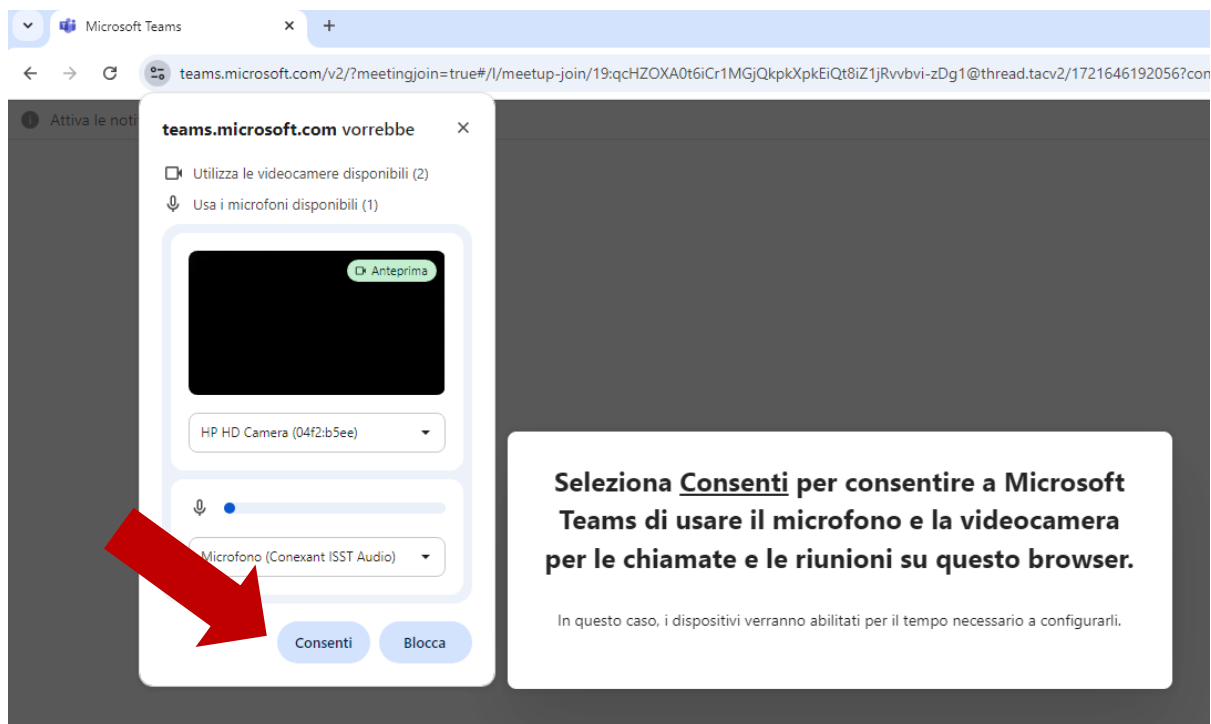 Microsoft Teams
teams.microsoft.com/v2/?meetingjoin=true#/l/meetup-join/19:qcHZOXA0t6iCr1MGjQkpkXpkEiQt8iZ1jRvvbvi-zDg1@thread.tacv2/1721646192056?con
Attiva le noti
teams.microsoft.com vorrebbe
Utilizza le videocamere disponibili (2)
Usa i microfoni disponibili (1)
Anteprima
HP HD Camera (04f2:b5ee)
Microfono (Conexant ISST Audio)
Consenti Blocca
Seleziona Consenti per consentire a Microsoft
Teams di usare il microfono e la videocamera
per le chiamate e le riunioni su questo browser.
In questo caso, i dispositivi verranno abilitati per il tempo necessario a configurarli.